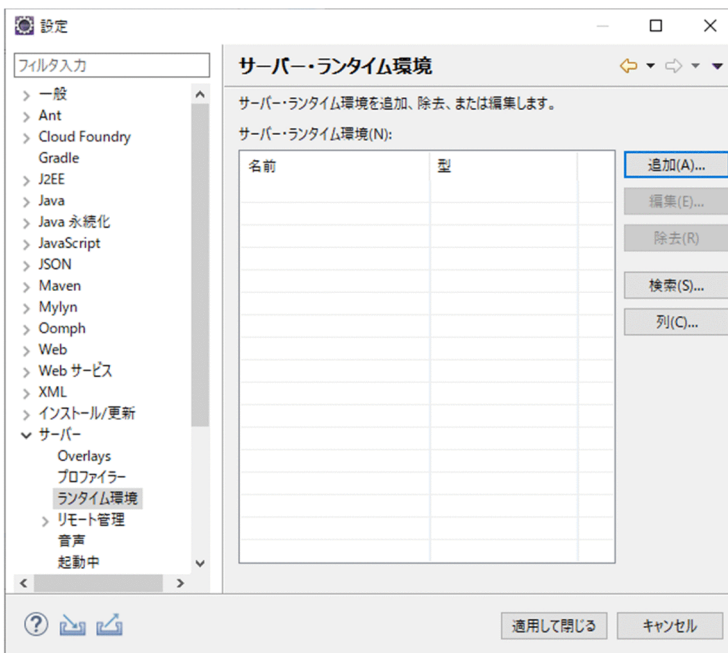 設定
フィルタ入力
一般
Ant
Cloud Foundry
Gradle
J2EE
Java
Java 永続化
JavaScript
JSON
Maven
Mylyn
Oomph
Web
Web サービス
XML
インストール/更新
サーバー
Overlays
プロファイラー
ランタイム環境
リモート管理
音声
起動中
サーバー・ランタイム環境
サーバー・ランタイム環境を追加、除去、または編集します。
サーバー・ランタイム環境(N):
名前 型
追加(A)...
編集(E)...
除去(R)
検索(S)...
列(C)...
適用して閉じる キャンセル